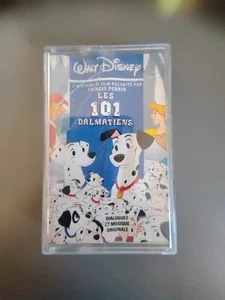 WALT DISNEY
L'HISTOIRE DU FILM RACONTÉE PAR
FRANÇOIS PERRIN
LES
101
DALMATIENS
DIALOGUES
ET MUSIQUE
ORIGINALE